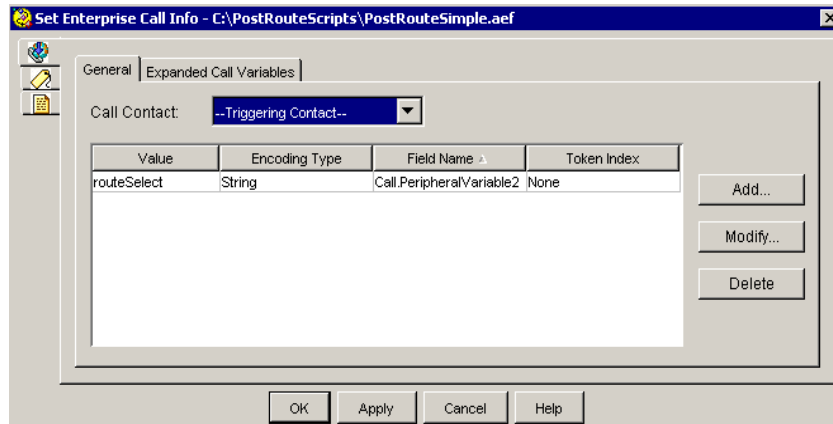 Set Enterprise Call Info - C:\PostRouteScripts\PostRouteSimple.aef
General Expanded Call Variables
Call Contact: --Triggering Contact--
Value Encoding Type Field Name Token Index
routeSelect String Call.PeripheralVariable2 None
Add...
Modify...
Delete
OK Apply Cancel Help